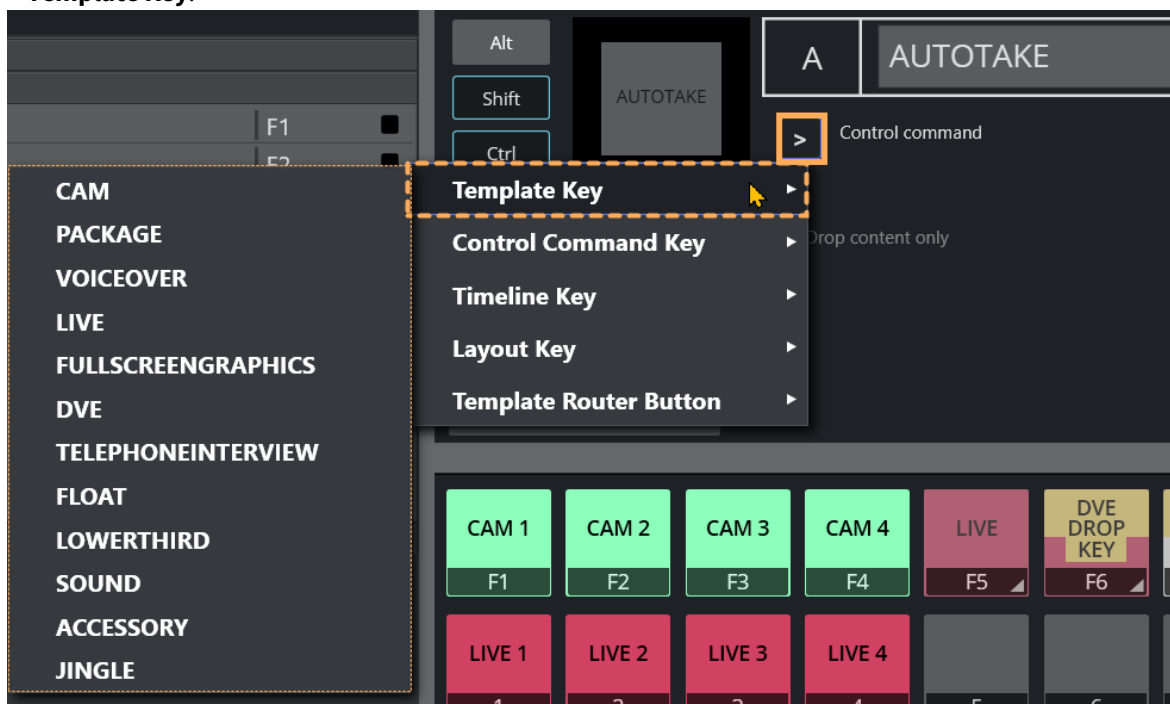 Template Key.
Alt
AUTOTAKE
A
AUTOTAKE
Shift
F1
>
Control command
F2
Ctrl
CAM
PACKAGE
VOICEOVER
LIVE
FULLSCREENGRAPHICS
DVE
TELEPHONEINTERVIEW
FLOAT
LOWERTHIRD
SOUND
ACCESSORY
JINGLE
Template Key
Control Command Key
Drop content only
Timeline Key
Layout Key
Template Router Button
CAM 1
CAM 2
CAM 3
CAM 4
LIVE
DVE
DROP
KEY
F1
F2
F3
F4
F5
F6
LIVE 1
LIVE 2
LIVE 3
LIVE 4